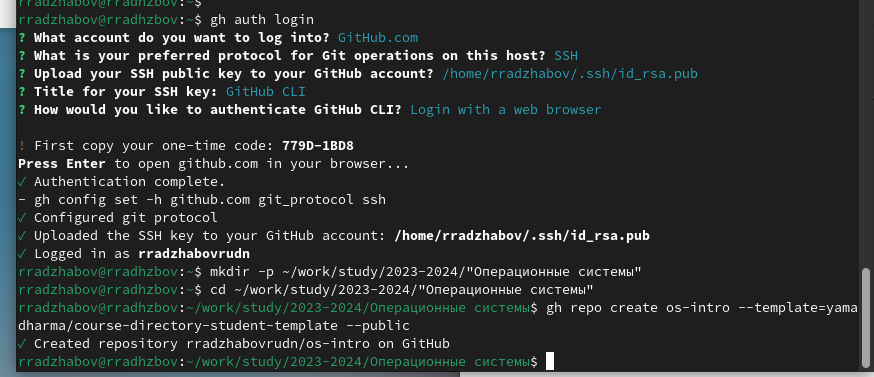 rradzhabov@rradhzbov:~$
rradzhabov@rradhzbov:~$ gh auth login
? What account do you want to log into? GitHub.com
? What is your preferred protocol for Git operations on this host? SSH
? Upload your SSH public key to your GitHub account? /home/rradzhabov/.ssh/id_rsa.pub
? Title for your SSH key: GitHub CLI
? How would you like to authenticate GitHub CLI? Login with a web browser
! First copy your one-time code: 779D-1BD8
Press Enter to open github.com in your browser...
✓ Authentication complete.
- gh config set -h github.com git_protocol ssh
✓ Configured git protocol
✓ Uploaded the SSH key to your GitHub account: /home/rradzhabov/.ssh/id_rsa.pub
✓ Logged in as rradzhabovrudn
rradzhabov@rradhzbov:~$ mkdir -p ~/work/study/2023-2024/"Операционные системы"
rradzhabov@rradhzbov:~$ cd ~/work/study/2023-2024/"Операционные системы"
rradzhabov@rradhzbov:~/work/study/2023-2024/Операционные системы$ gh repo create os-intro --template=yama
dharma/course-directory-student-template --public
✓ Created repository rradzhabovrudn/os-intro on GitHub
rradzhabov@rradhzbov:~/work/study/2023-2024/Операционные системы$